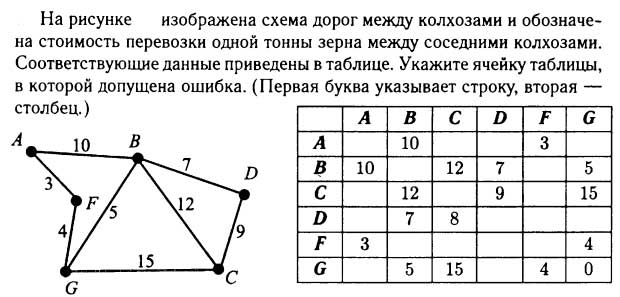 На рисунке изображена схема дорог между колхозами и обозначе-
на стоимость перевозки одной тонны зерна между соседними колхозами.
Соответствующие данные приведены в таблице. Укажите ячейку таблицы,
в которой допущена ошибка. (Первая буква указывает строку, вторая —
столбец.)
A 10 B
7 D
3 F 5 12
4 9
15
G C
A B C D F G
A 10 3
B 10 12 7 5
C 12 9 15
D 7 8
F 3 4
G 5 15 4 0